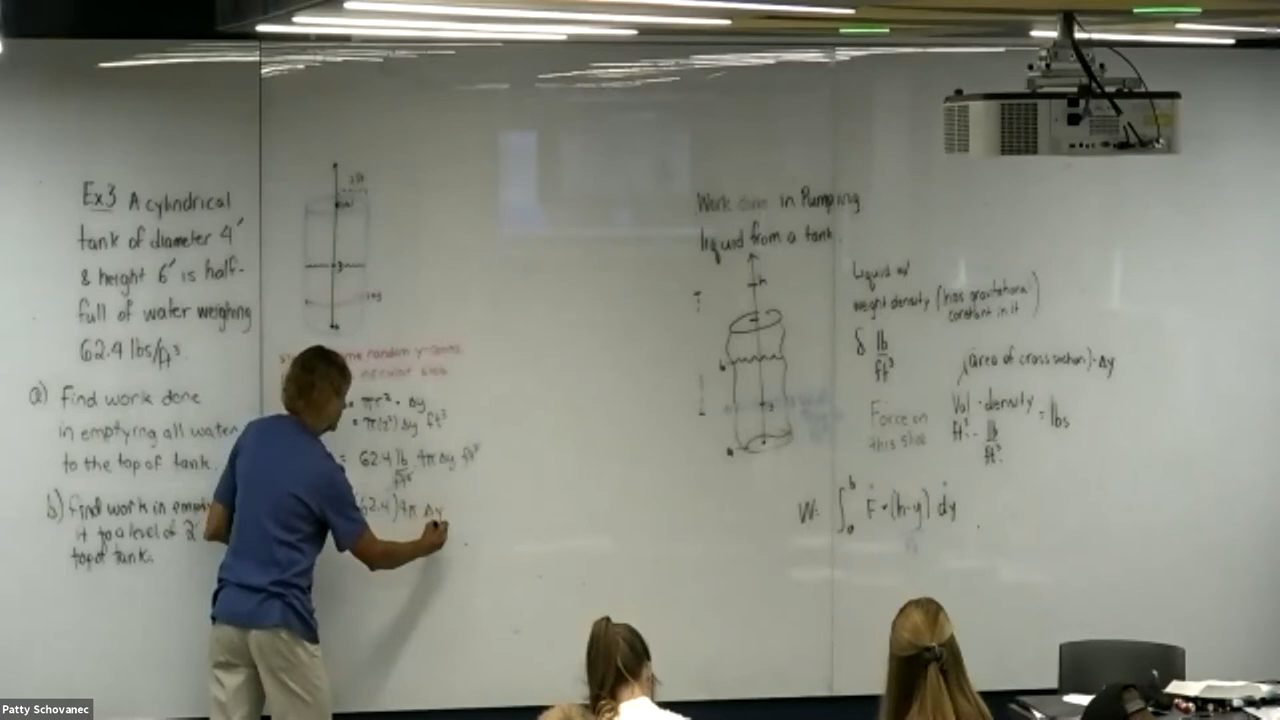 Ex.3 A cylindrical
tank of diameter 4'
& height 6' is half-
full of water weighing
62.4 lbs/ft³.
a) Find work done
in emptying all water
to the top of tank.
b) Find work in
it to a level of 2'
top of tank.
random y-
= πr² · Δy
= π(2²) Δy ft³
= 62.4 lb/ft³ 4π Δy ft³
62.4)4π Δy
Work done in Pumping
liquid from a tank
h
b
y
Liquid w/
weight density (has gravitational
constant in it)
δ lb/ft³
(area of cross section)·Δy
Force on
this slice
Vol · density = lbs
ft³ · lb/ft³
W = ∫ₐᵇ F·(h-y) dy
Patty Schovanec